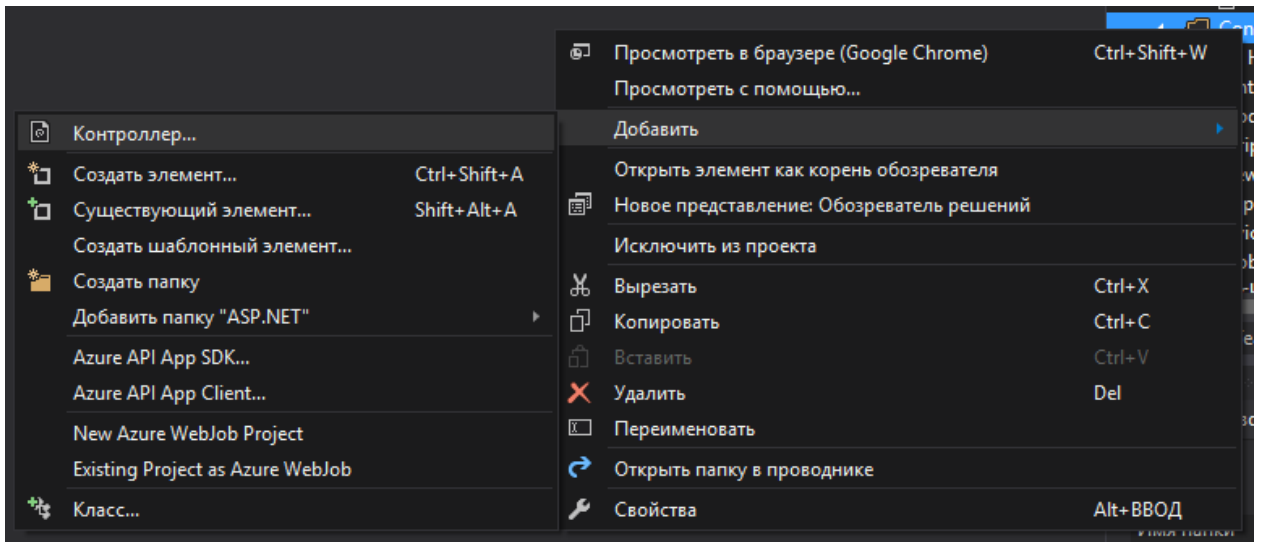 Просмотреть в браузере (Google Chrome) Ctrl+Shift+W
Просмотреть с помощью...
Добавить
Открыть элемент как корень обозревателя
Новое представление: Обозреватель решений
Исключить из проекта
Вырезать Ctrl+X
Копировать Ctrl+C
Вставить Ctrl+V
Удалить Del
Переименовать
Открыть папку в проводнике
Свойства Alt+ВВОД
Контроллер...
Создать элемент... Ctrl+Shift+A
Существующий элемент... Shift+Alt+A
Создать шаблонный элемент...
Создать папку
Добавить папку "ASP.NET"
Azure API App SDK...
Azure API App Client...
New Azure WebJob Project
Existing Project as Azure WebJob
Класс...